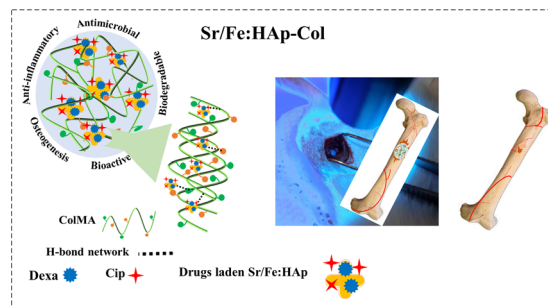 Sr/Fe:HAp-Col
Antimicrobial
Anti-inflammatory
Biodegradable
Osteogenesis
Bioactive
ColMA
H-bond network
Dexa
Cip
Drugs laden Sr/Fe:HAp